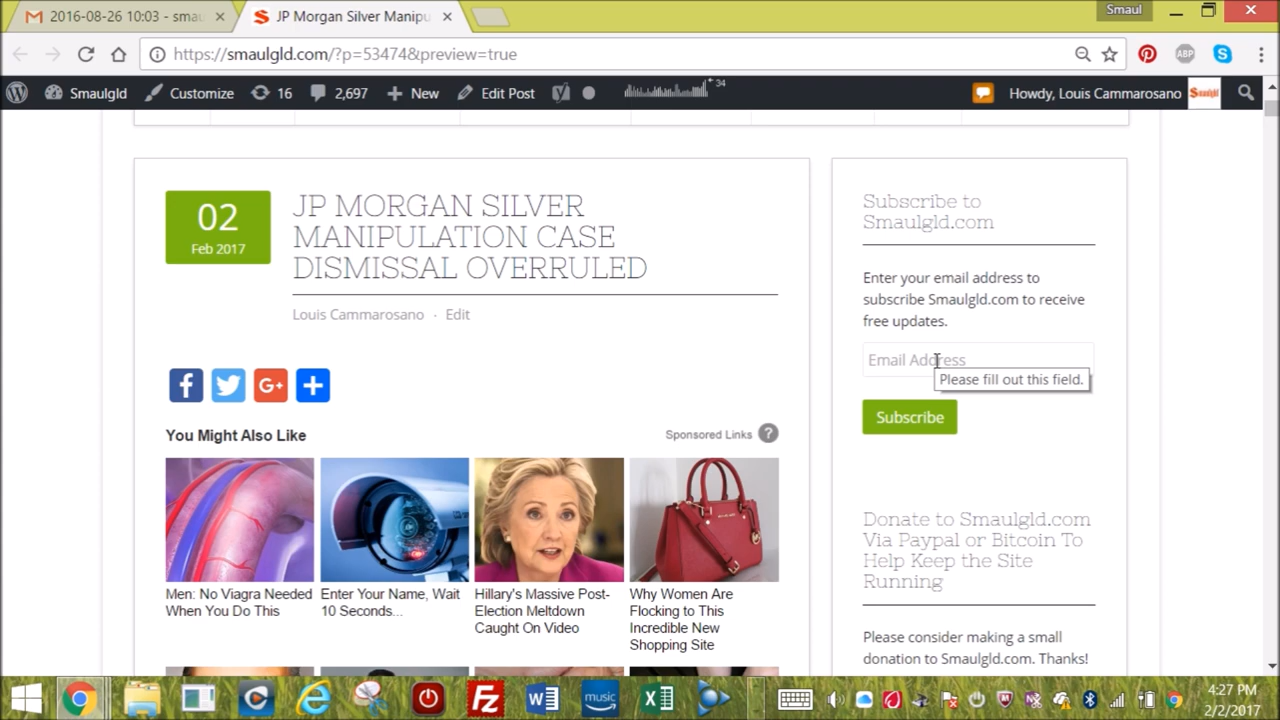 2016-08-26 10:03 - smau
JP Morgan Silver Manipu
Smaul
https://smaulgld.com/?p=53474&preview=true
ABP
Smaulgld
Customize
16
2,697
New
Edit Post
34
Howdy, Louis Cammarosano
Smaulgld
02
Feb 2017
JP MORGAN SILVER
MANIPULATION CASE
DISMISSAL OVERRULED
Louis Cammarosano · Edit
You Might Also Like
Sponsored Links ?
Men: No Viagra Needed
When You Do This
Enter Your Name, Wait
10 Seconds...
Hillary's Massive Post-
Election Meltdown
Caught On Video
Why Women Are
Flocking to This
Incredible New
Shopping Site
Subscribe to
Smaulgld.com
Enter your email address to
subscribe Smaulgld.com to receive
free updates.
Email Address
Please fill out this field.
Subscribe
Donate to Smaulgld.com
Via Paypal or Bitcoin To
Help Keep the Site
Running
Please consider making a small
donation to Smaulgld.com. Thanks!
music
4:27 PM
2/2/2017